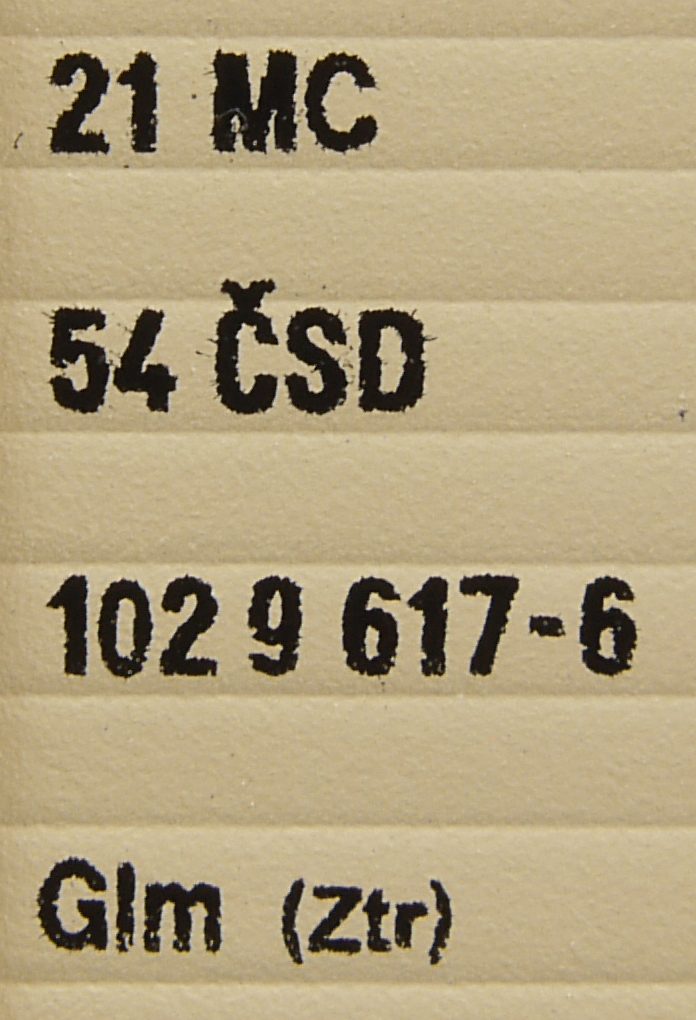 21 MC
54 ČSD
102 9 617-6
Glm (Ztr)